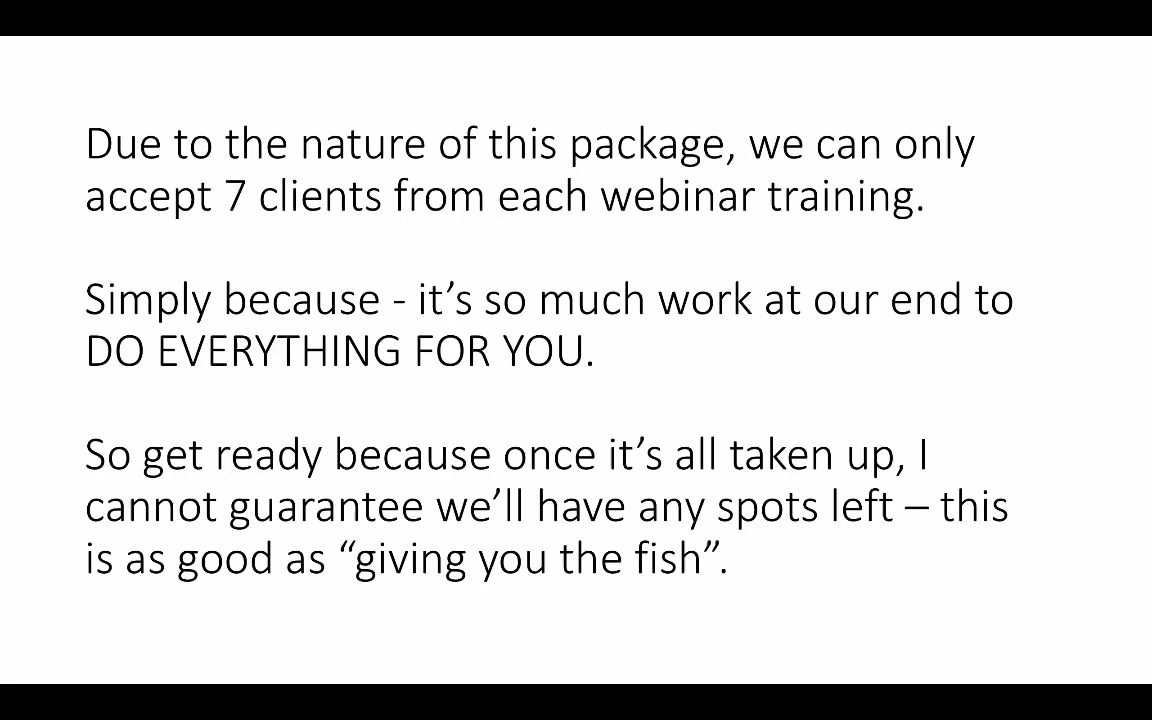 Due to the nature of this package, we can only
accept 7 clients from each webinar training.
Simply because - it’s so much work at our end to
DO EVERYTHING FOR YOU.
So get ready because once it’s all taken up, I
cannot guarantee we’ll have any spots left – this
is as good as “giving you the fish”.